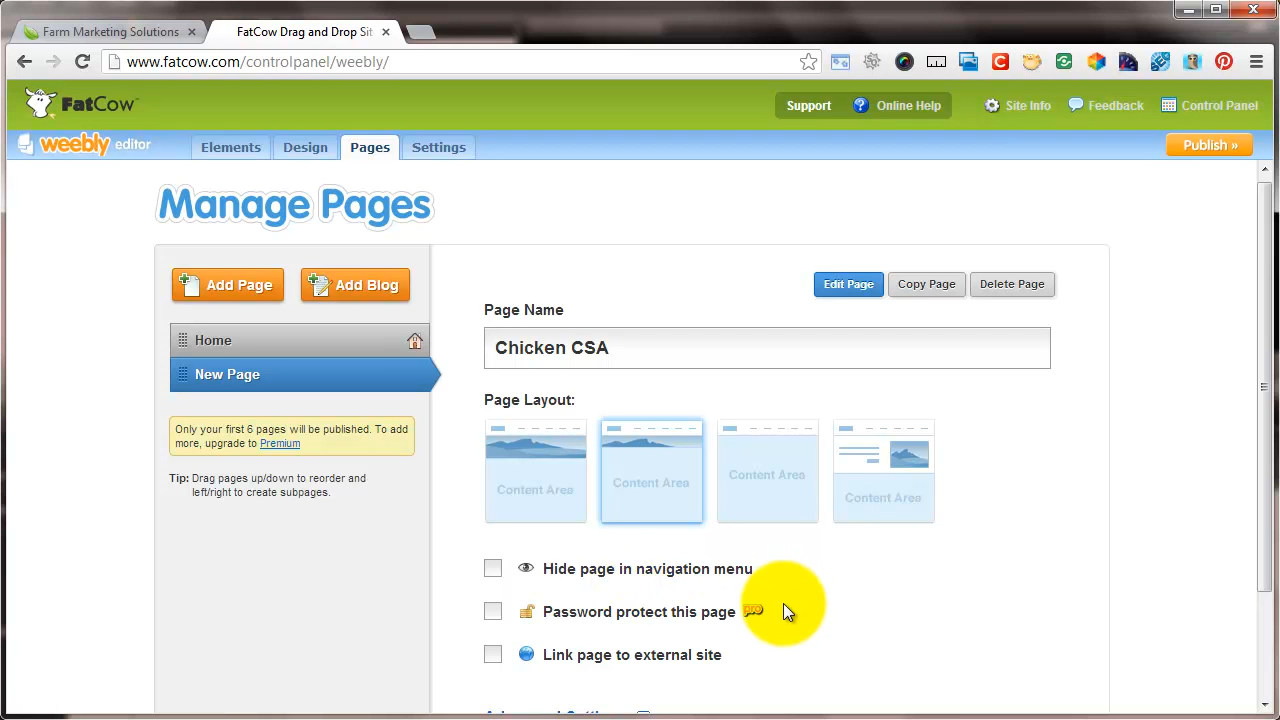 Farm Marketing Solutions
FatCow Drag and Drop Sit
www.fatcow.com/controlpanel/weebly/
FatCow
Support Online Help Site Info Feedback Control Panel
weebly editor Elements Design Pages Settings Publish »
Manage Pages
Add Page Add Blog
Edit Page Copy Page Delete Page
Page Name
Home
Chicken CSA
New Page
Page Layout:
Only your first 6 pages will be published. To add
more, upgrade to Premium
Tip: Drag pages up/down to reorder and
left/right to create subpages.
Content Area Content Area Content Area Content Area
Hide page in navigation menu
Password protect this page pro
Link page to external site